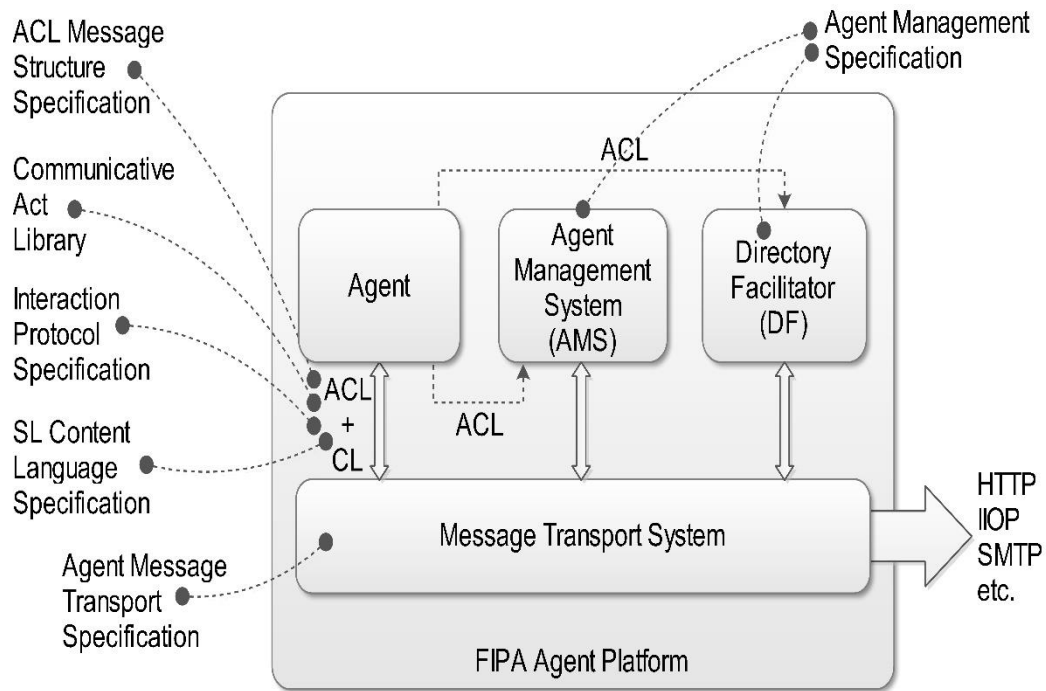 ACL Message
Structure
Specification
Communicative
Act
Library
Interaction
Protocol
Specification
SL Content
Language
Specification
Agent Message
Transport
Specification
Agent Management
Specification
ACL
Agent
Agent
Management
System
(AMS)
Directory
Facilitator
(DF)
ACL
+
CL
ACL
Message Transport System
HTTP
IIOP
SMTP
etc.
FIPA Agent Platform